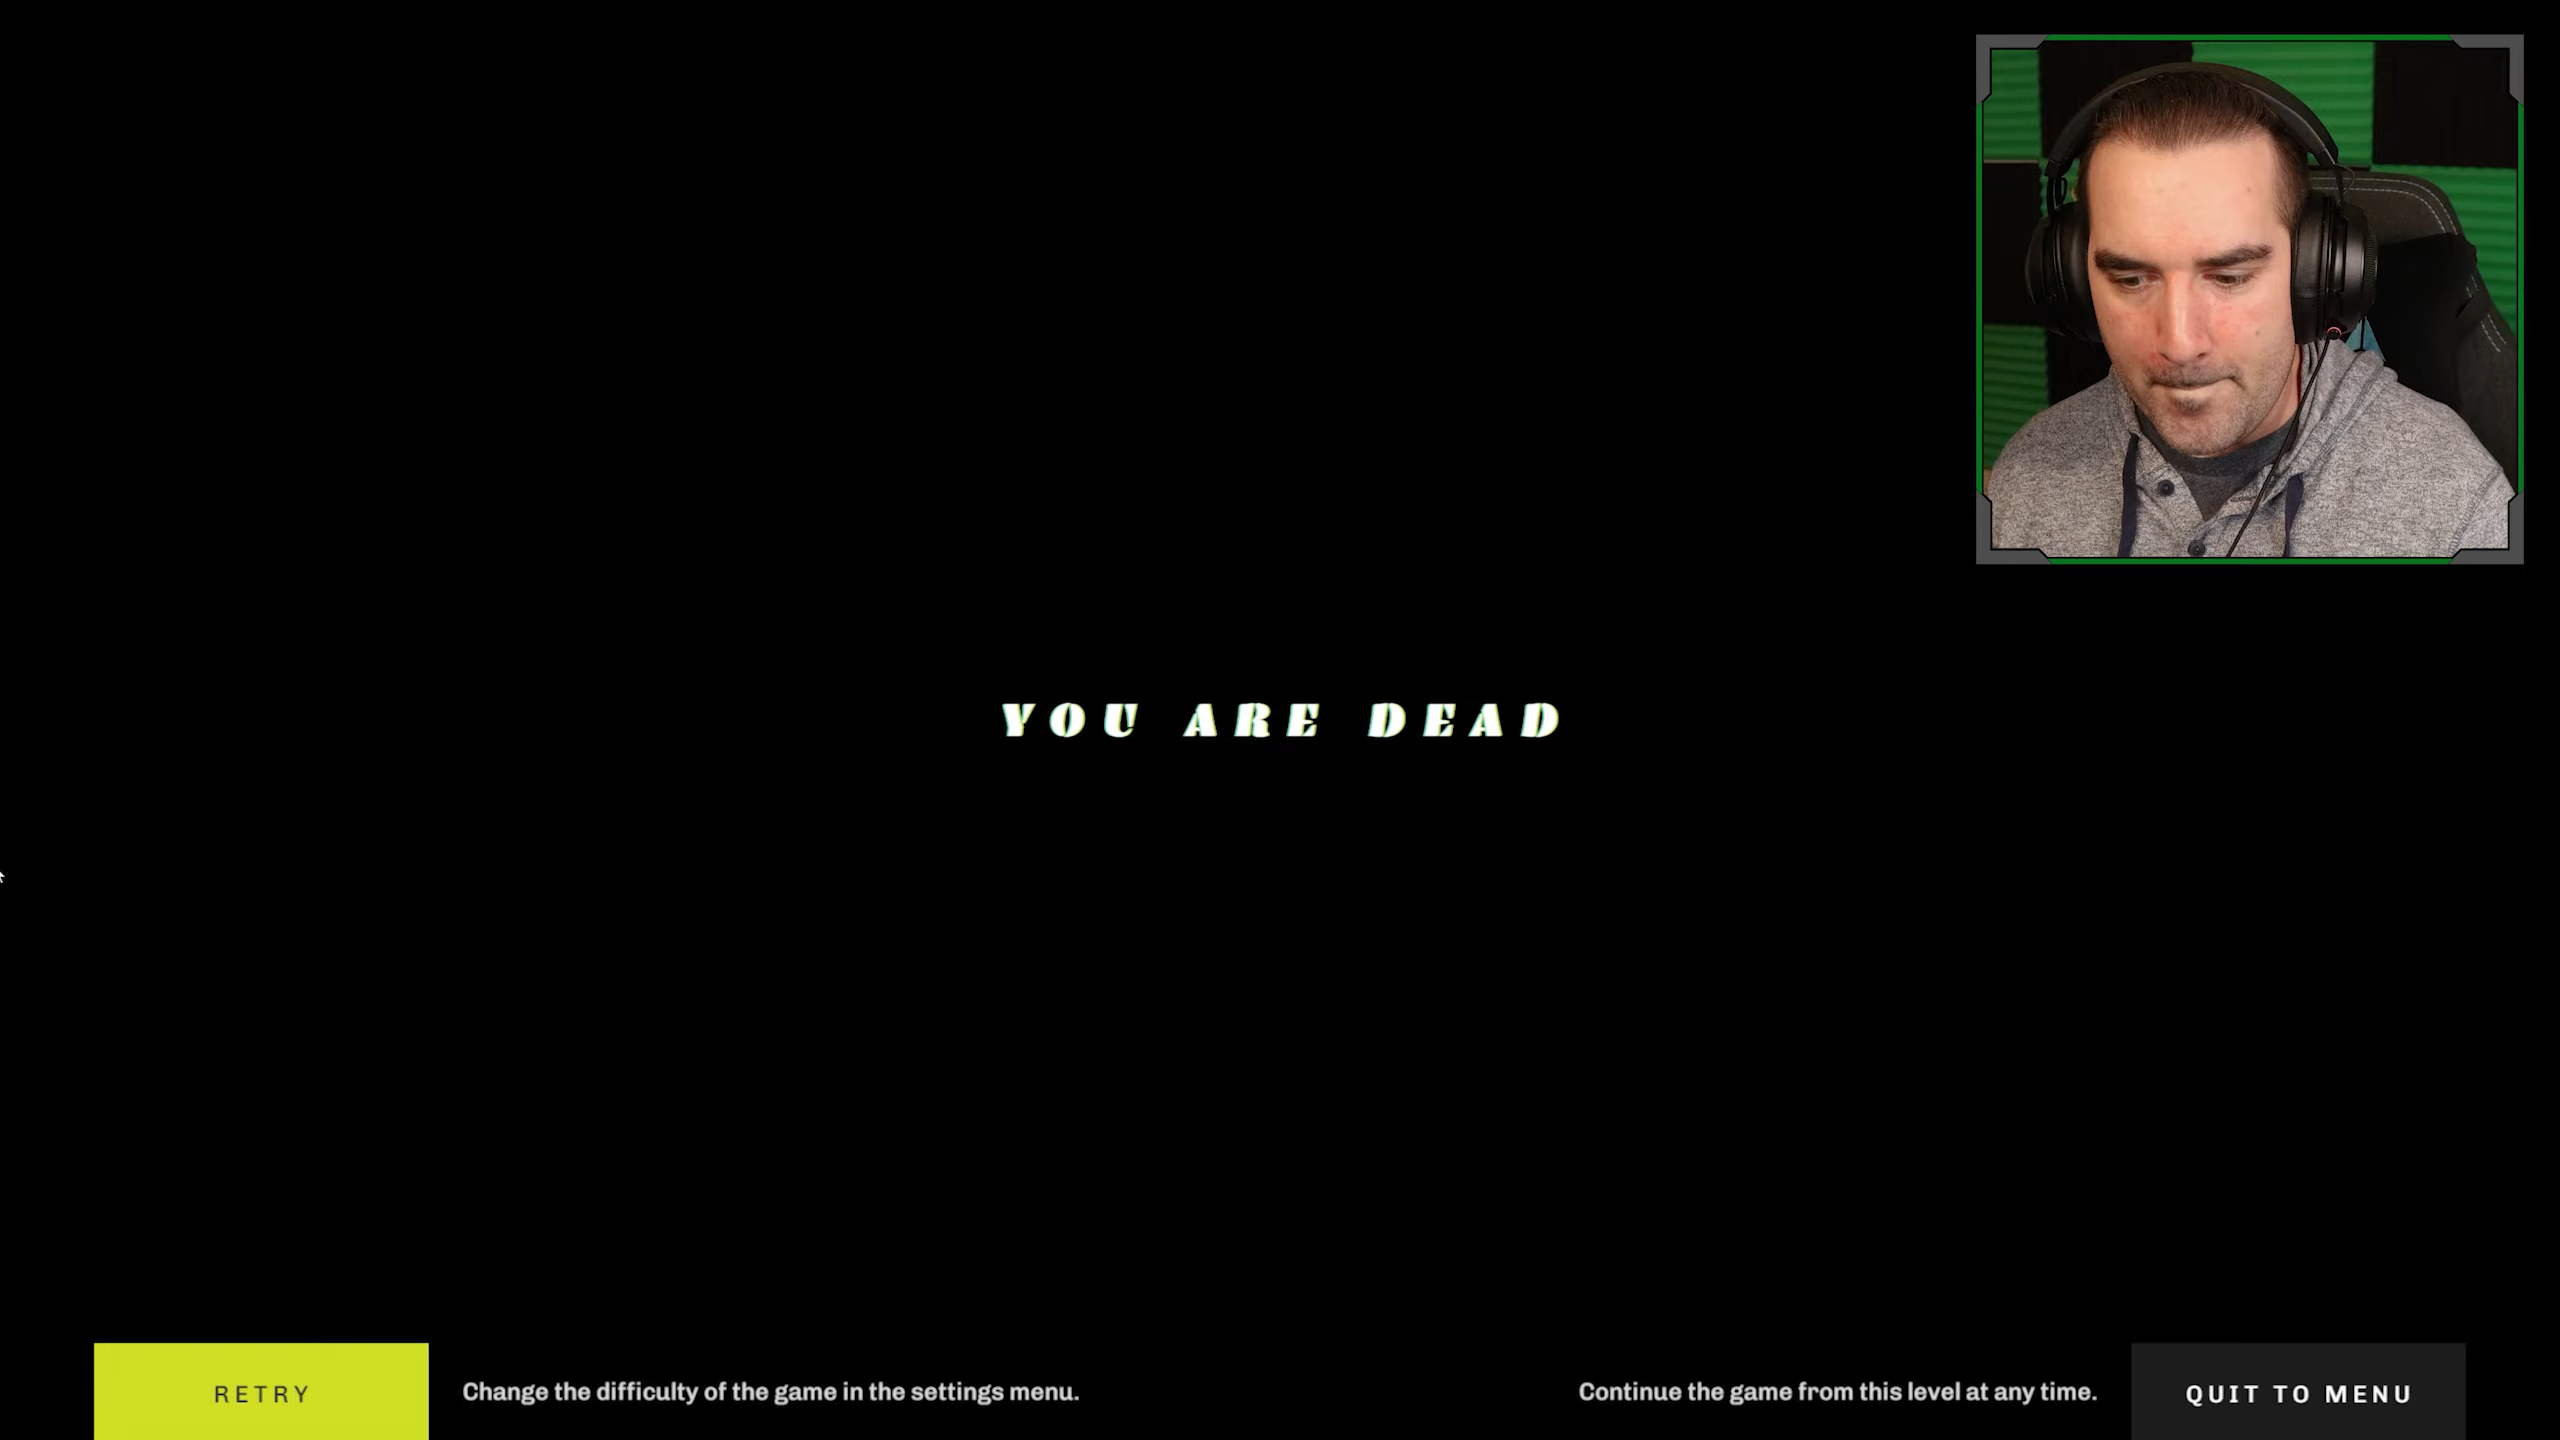 YOU ARE DEAD
RETRY
Change the difficulty of the game in the settings menu.
Continue the game from this level at any time.
QUIT TO MENU